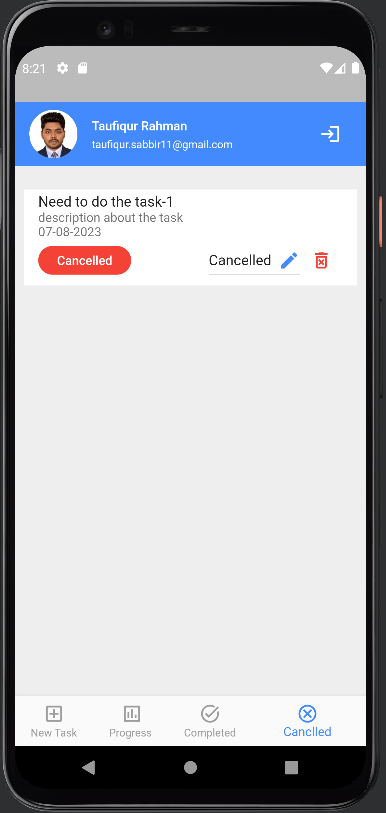 8:21
Taufiqur Rahman
taufiqur.sabbir11@gmail.com
Need to do the task-1
description about the task
07-08-2023
Cancelled Cancelled
New Task Progress Completed Canclled